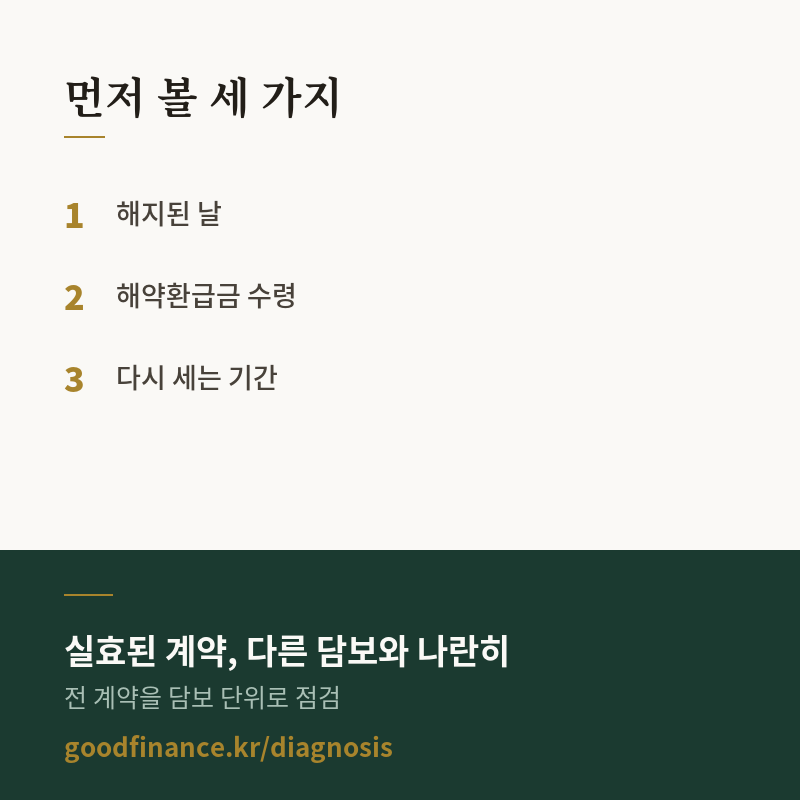 먼저 볼 세 가지
1 해지된 날
2 해약환급금 수령
3 다시 세는 기간
실효된 계약, 다른 담보와 나란히
전 계약을 담보 단위로 점검
goodfinance.kr/diagnosis